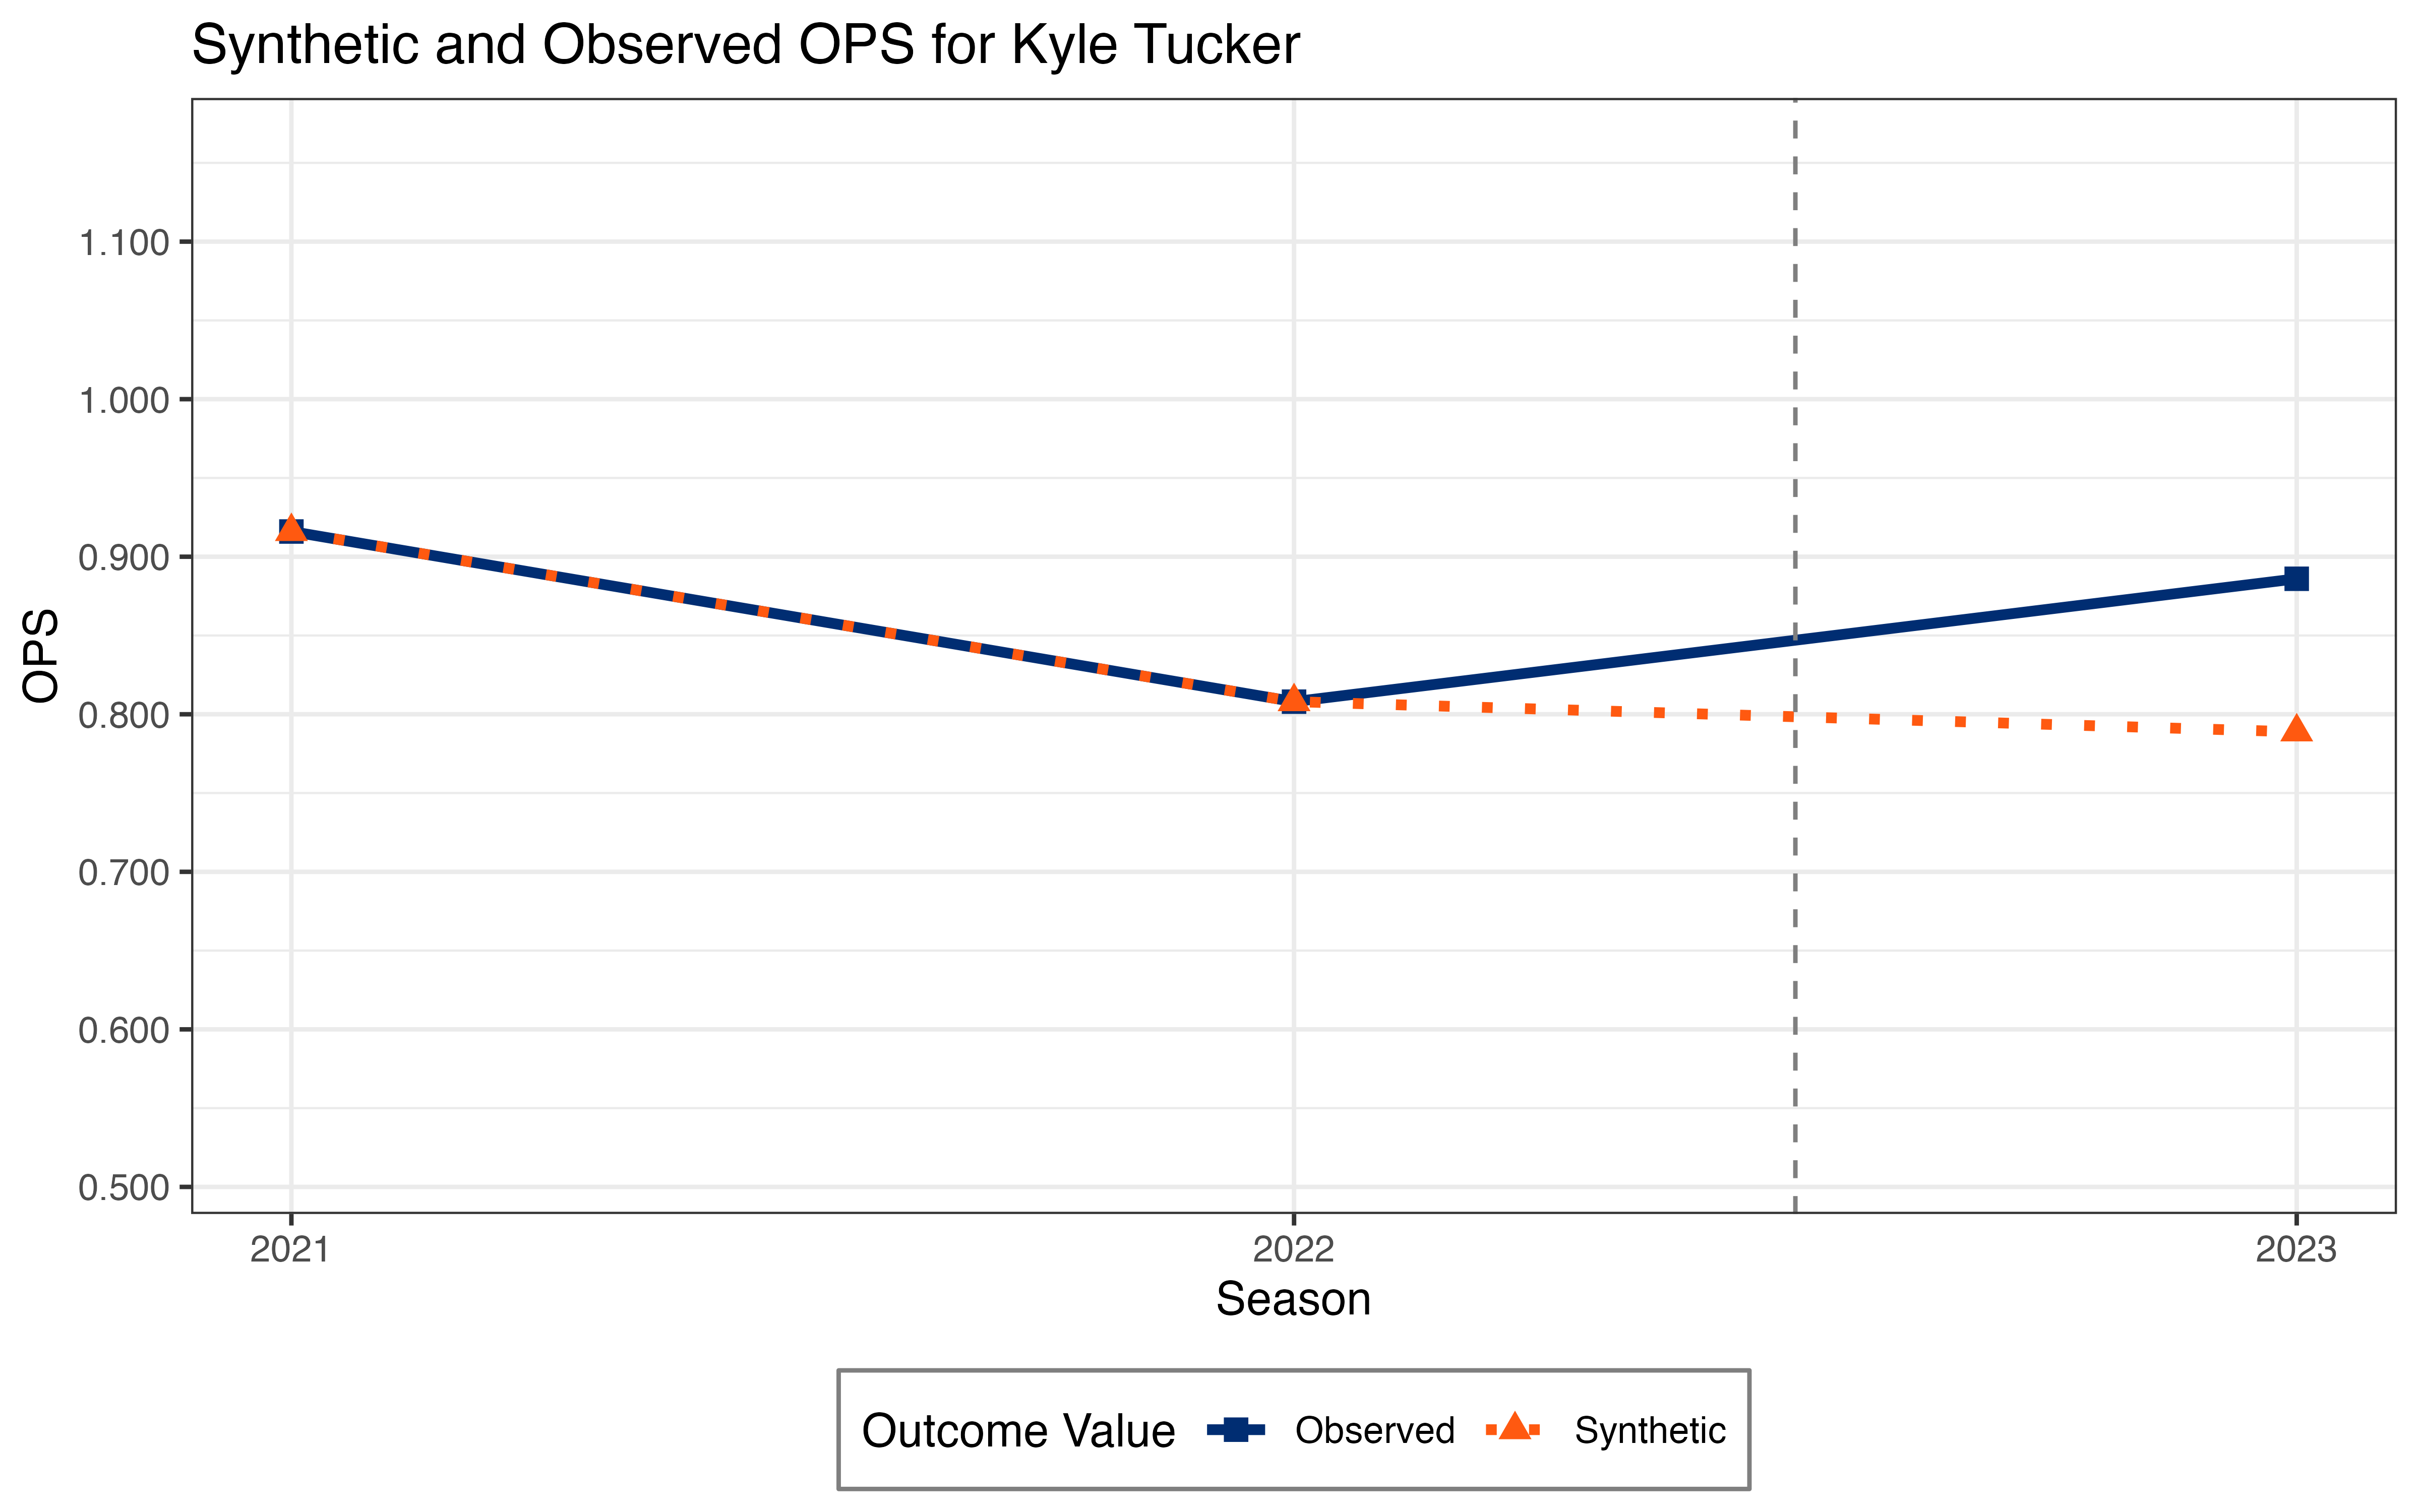 Synthetic and Observed OPS for Kyle Tucker
1.100
1.000
0.900
0.800
0.700
0.600
0.500
OPS
2021 2022 2023
Season
Outcome Value Observed Synthetic